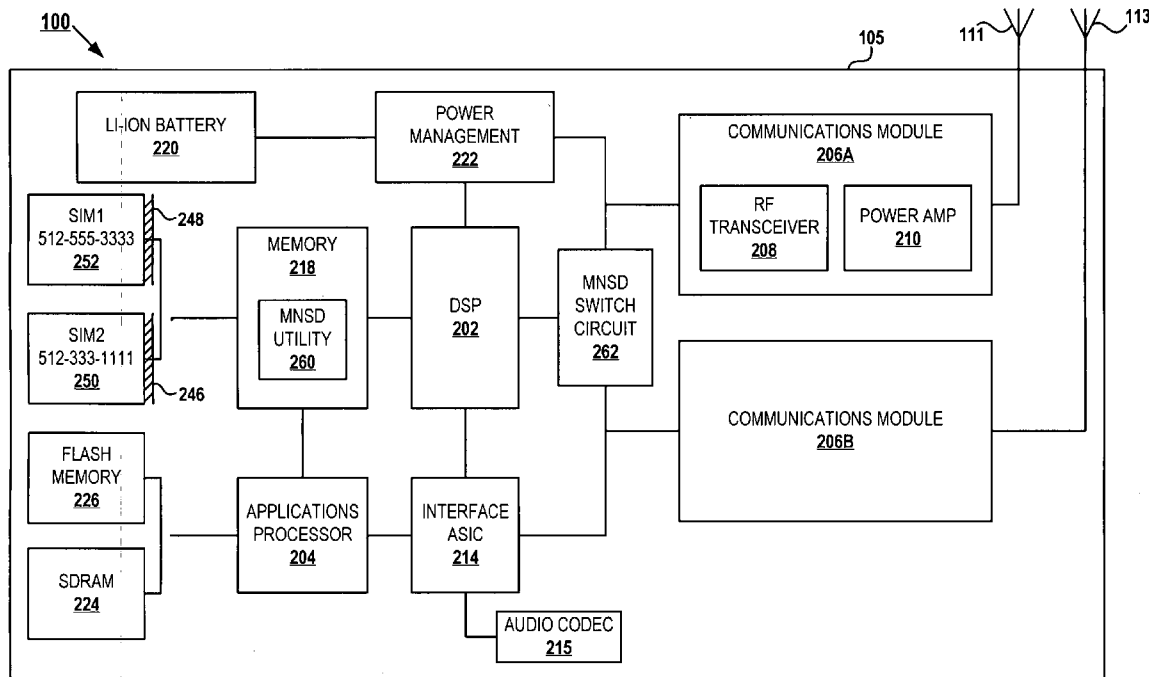 100
111
113
105
LI-ION BATTERY
220
POWER
MANAGEMENT
222
COMMUNICATIONS MODULE
206A
RF
TRANSCEIVER
208
POWER AMP
210
SIM1
512-555-3333
252
248
MEMORY
218
MNSD
UTILITY
260
DSP
202
MNSD
SWITCH
CIRCUIT
262
SIM2
512-333-1111
250
246
COMMUNICATIONS MODULE
206B
FLASH
MEMORY
226
SDRAM
224
APPLICATIONS
PROCESSOR
204
INTERFACE
ASIC
214
AUDIO CODEC
215